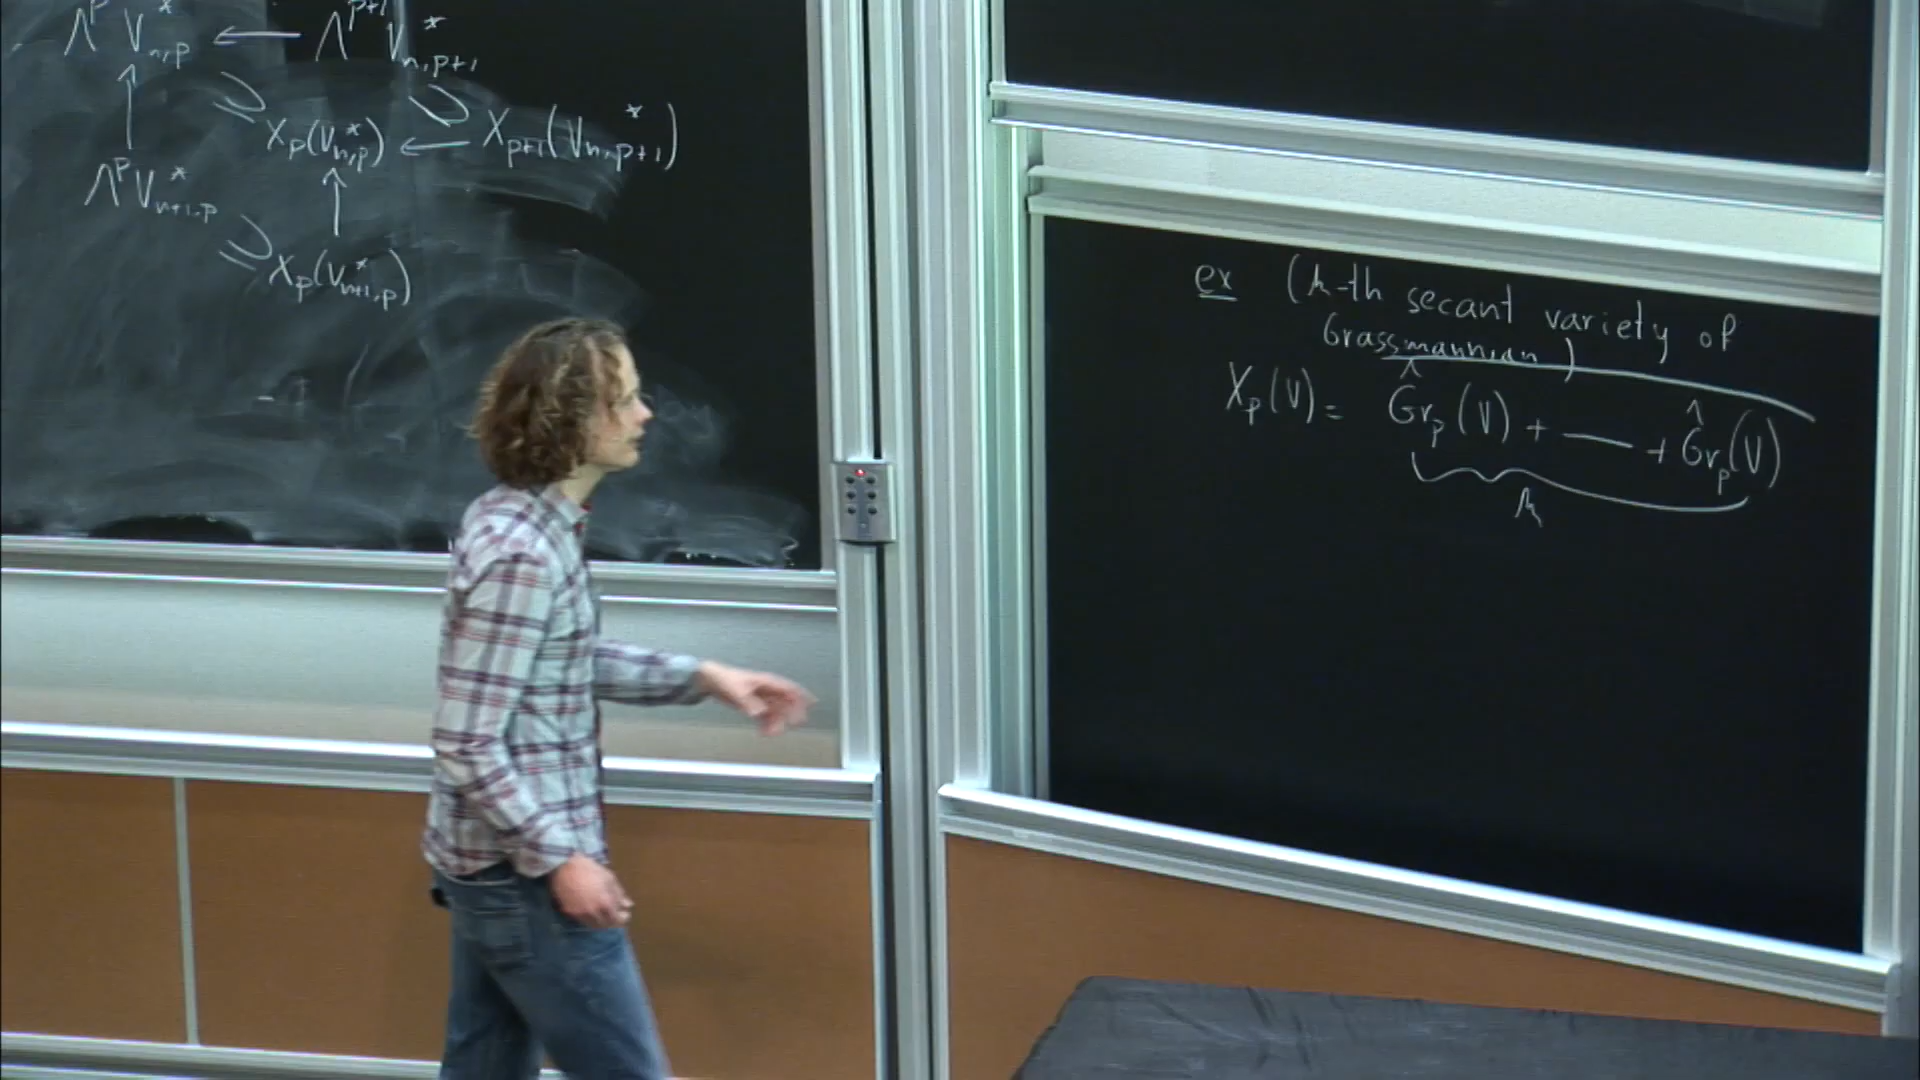 Λ^p V*_{n,p} ← Λ^{p+1} V*_{n,p+1}
X_p(V*_{n,p}) ← X_{p+1}(V*_{n,p+1})
Λ^p V*_{n+1,p}
X_p(V*_{n+1,p})
ex (k-th secant variety of
Grassmannian)
X_p(V) = Ĝr_p(V) + — + Ĝr_p(V)
k